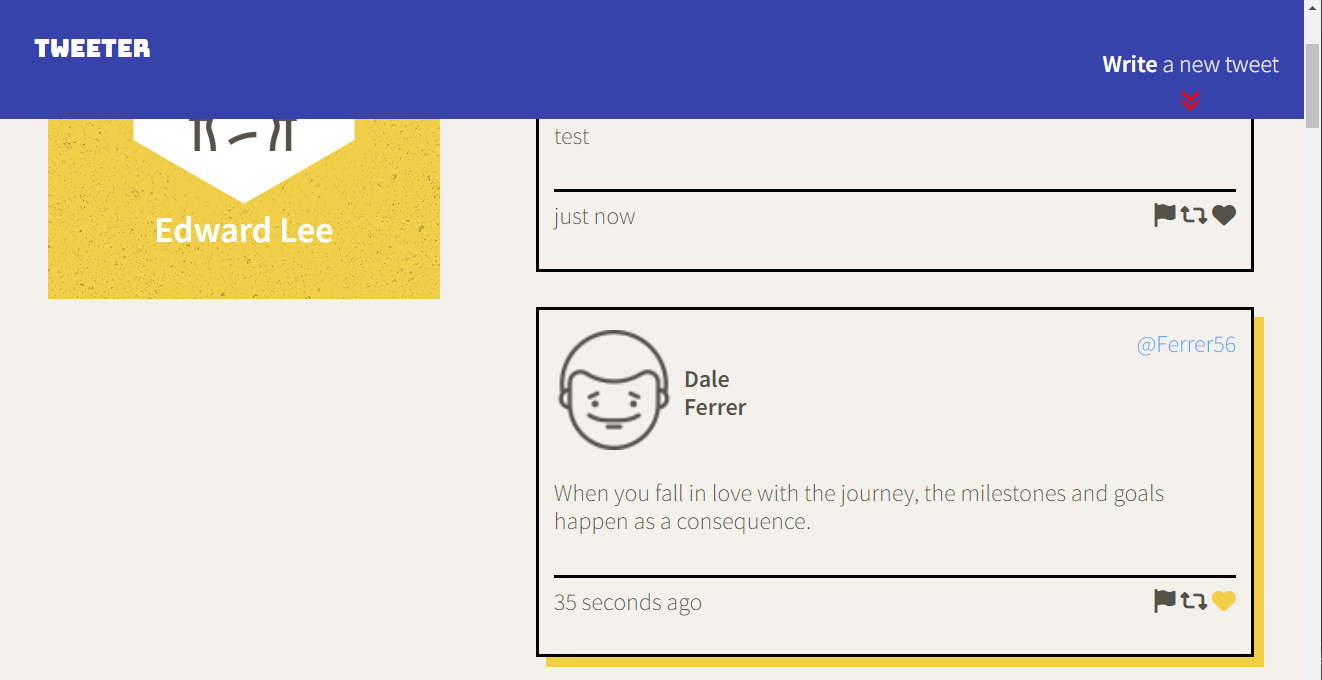 TWEETER
Write a new tweet
Edward Lee
test
just now
@Ferrer56
Dale
Ferrer
When you fall in love with the journey, the milestones and goals
happen as a consequence.
35 seconds ago